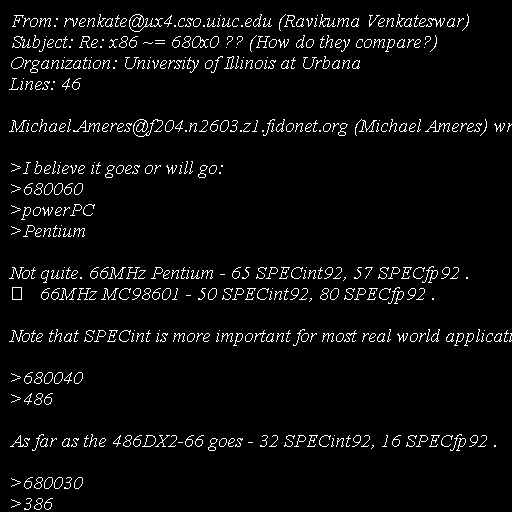 From: rvenkate@ux4.cso.uiuc.edu (Ravikuma Venkateswar)
Subject: Re: x86 ~= 680x0 ?? (How do they compare?)
Organization: University of Illinois at Urbana
Lines: 46
Michael.Ameres@f204.n2603.z1.fidonet.org (Michael Ameres) wr
>I believe it goes or will go:
>680060
>powerPC
>Pentium
Not quite. 66MHz Pentium - 65 SPECint92, 57 SPECfp92 .
66MHz MC98601 - 50 SPECint92, 80 SPECfp92 .
Note that SPECint is more important for most real world applicati
>680040
>486
As far as the 486DX2-66 goes - 32 SPECint92, 16 SPECfp92 .
>680030
>386